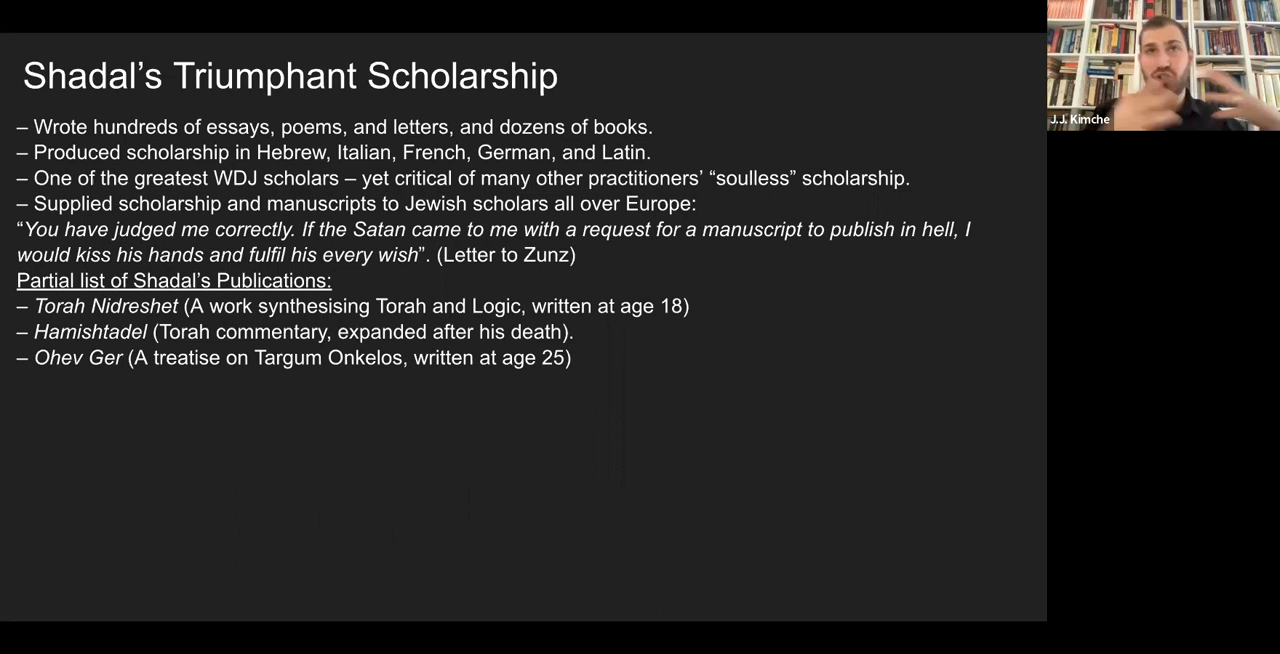 Shadal’s Triumphant Scholarship
– Wrote hundreds of essays, poems, and letters, and dozens of books.
– Produced scholarship in Hebrew, Italian, French, German, and Latin.
– One of the greatest WDJ scholars – yet critical of many other practitioners’ “soulless” scholarship.
– Supplied scholarship and manuscripts to Jewish scholars all over Europe:
“You have judged me correctly. If the Satan came to me with a request for a manuscript to publish in hell, I
would kiss his hands and fulfil his every wish”. (Letter to Zunz)
Partial list of Shadal’s Publications:
– Torah Nidreshet (A work synthesising Torah and Logic, written at age 18)
– Hamishtadel (Torah commentary, expanded after his death).
– Ohev Ger (A treatise on Targum Onkelos, written at age 25)
J.J. Kimche